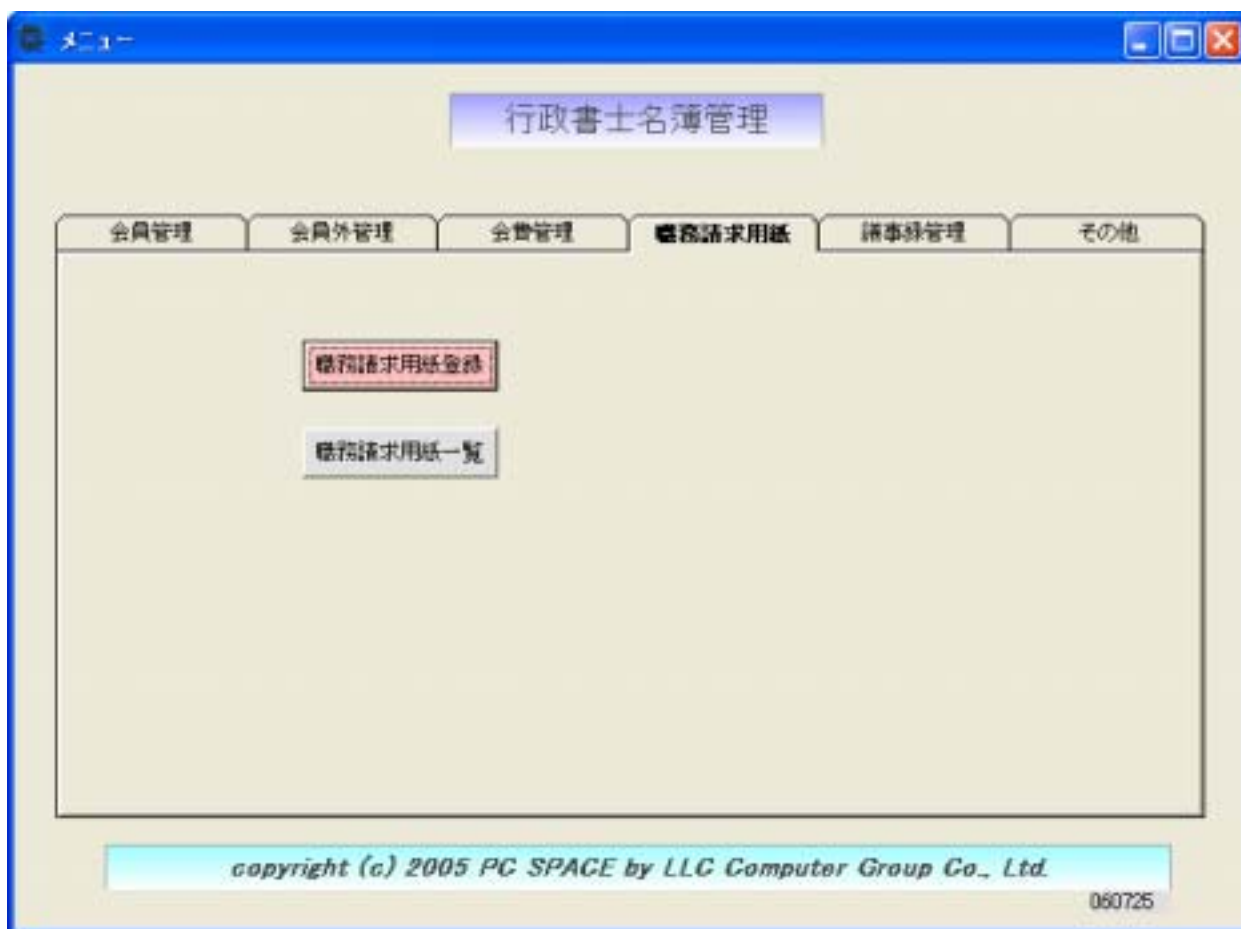 メニュー
行政書士名簿管理
会員管理 会員外管理 会費管理 職務請求用紙 議事録管理 その他
職務請求用紙登録
職務請求用紙一覧
copyright (c) 2005 PC SPACE by LLC Computer Group Co., Ltd.
060725